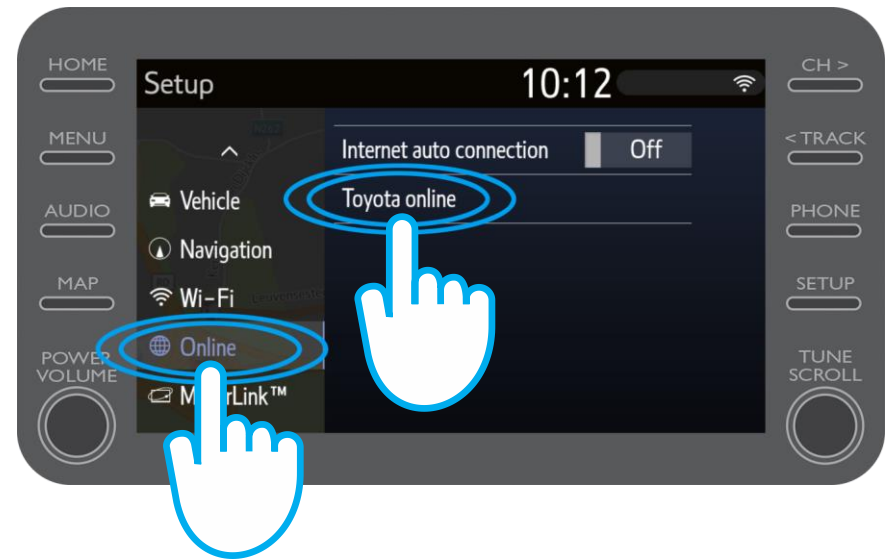 HOME
MENU
AUDIO
MAP
POWER
VOLUME
Setup
10:12
Vehicle
Navigation
Wi-Fi
Online
Internet auto connection Off
Toyota online
CH >
< TRACK
PHONE
SETUP
TUNE
SCROLL